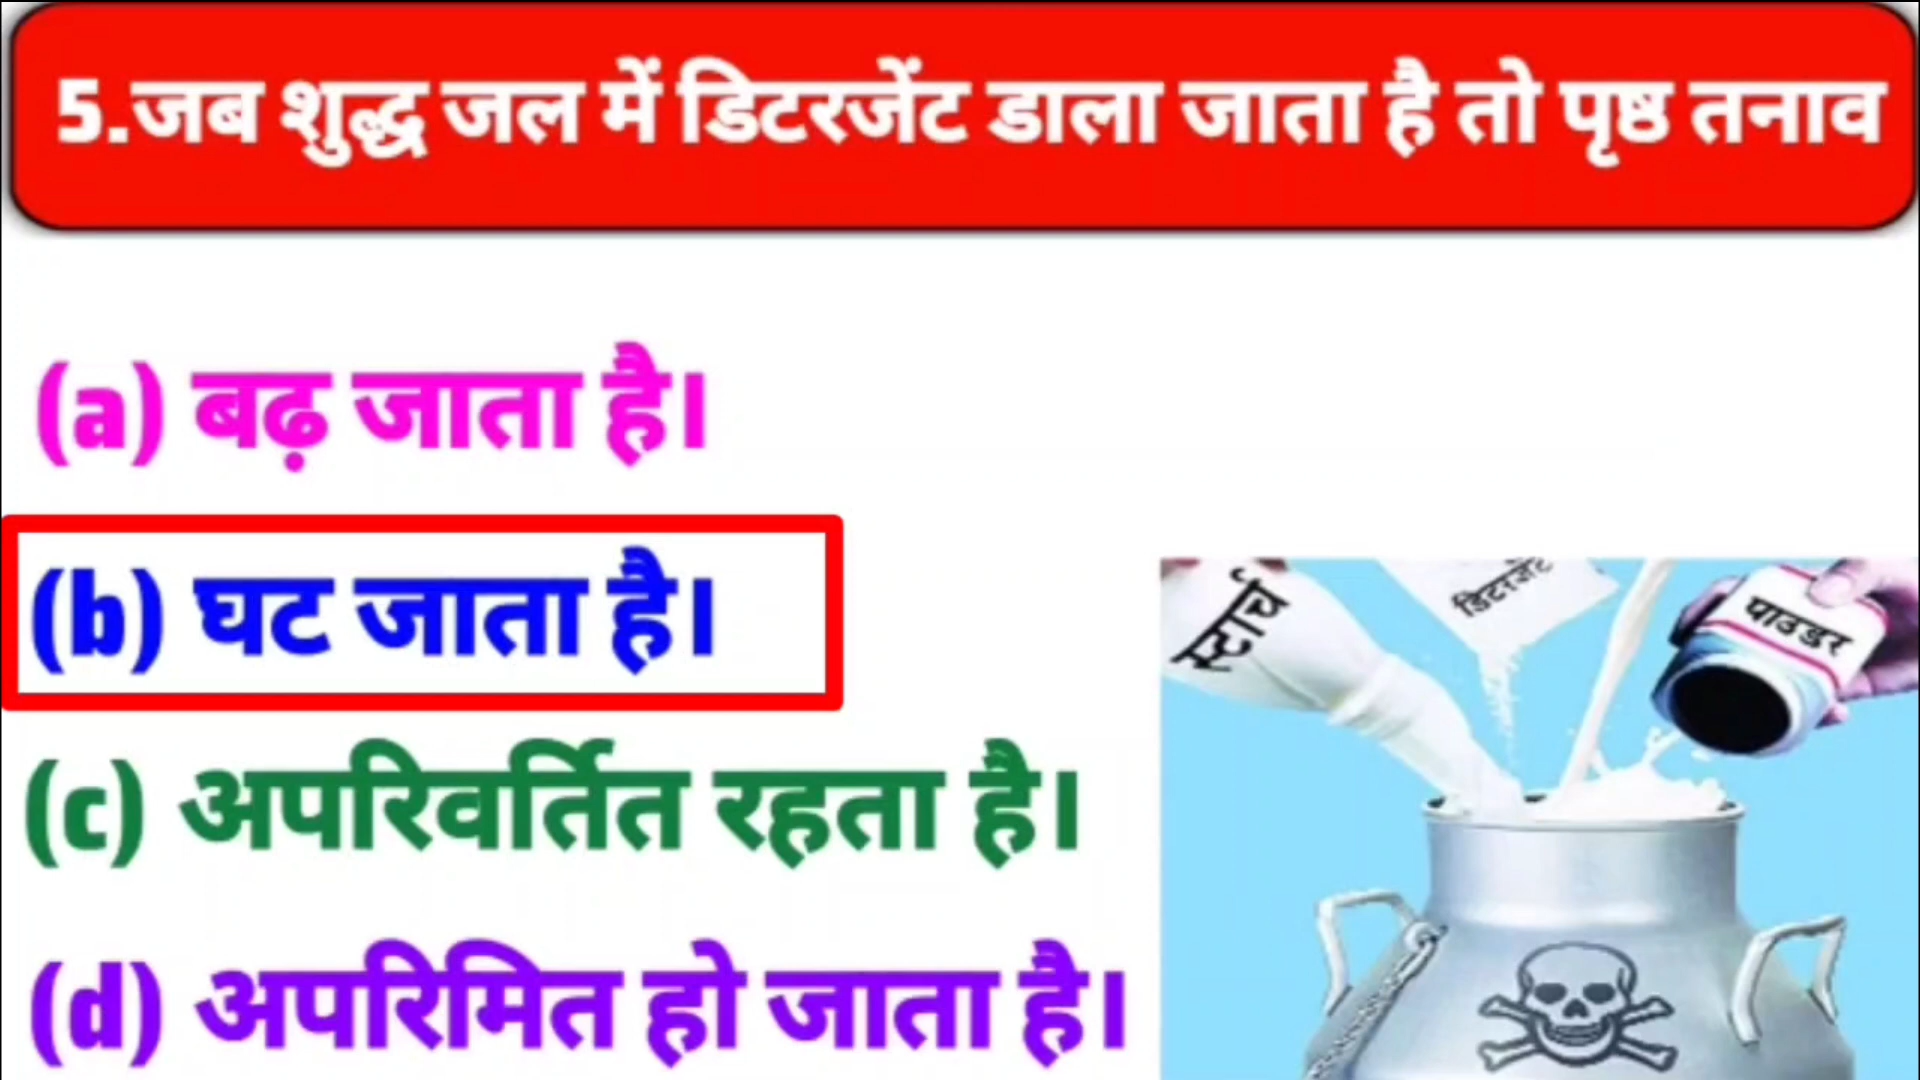 5.जब शुद्ध जल में डिटरजेंट डाला जाता है तो पृष्ठ तनाव
(a) बढ़ जाता है।
(b) घट जाता है।
स्टार्च
डिटरजेंट
पाउडर
(c) अपरिवर्तित रहता है।
(d) अपरिमित हो जाता है।